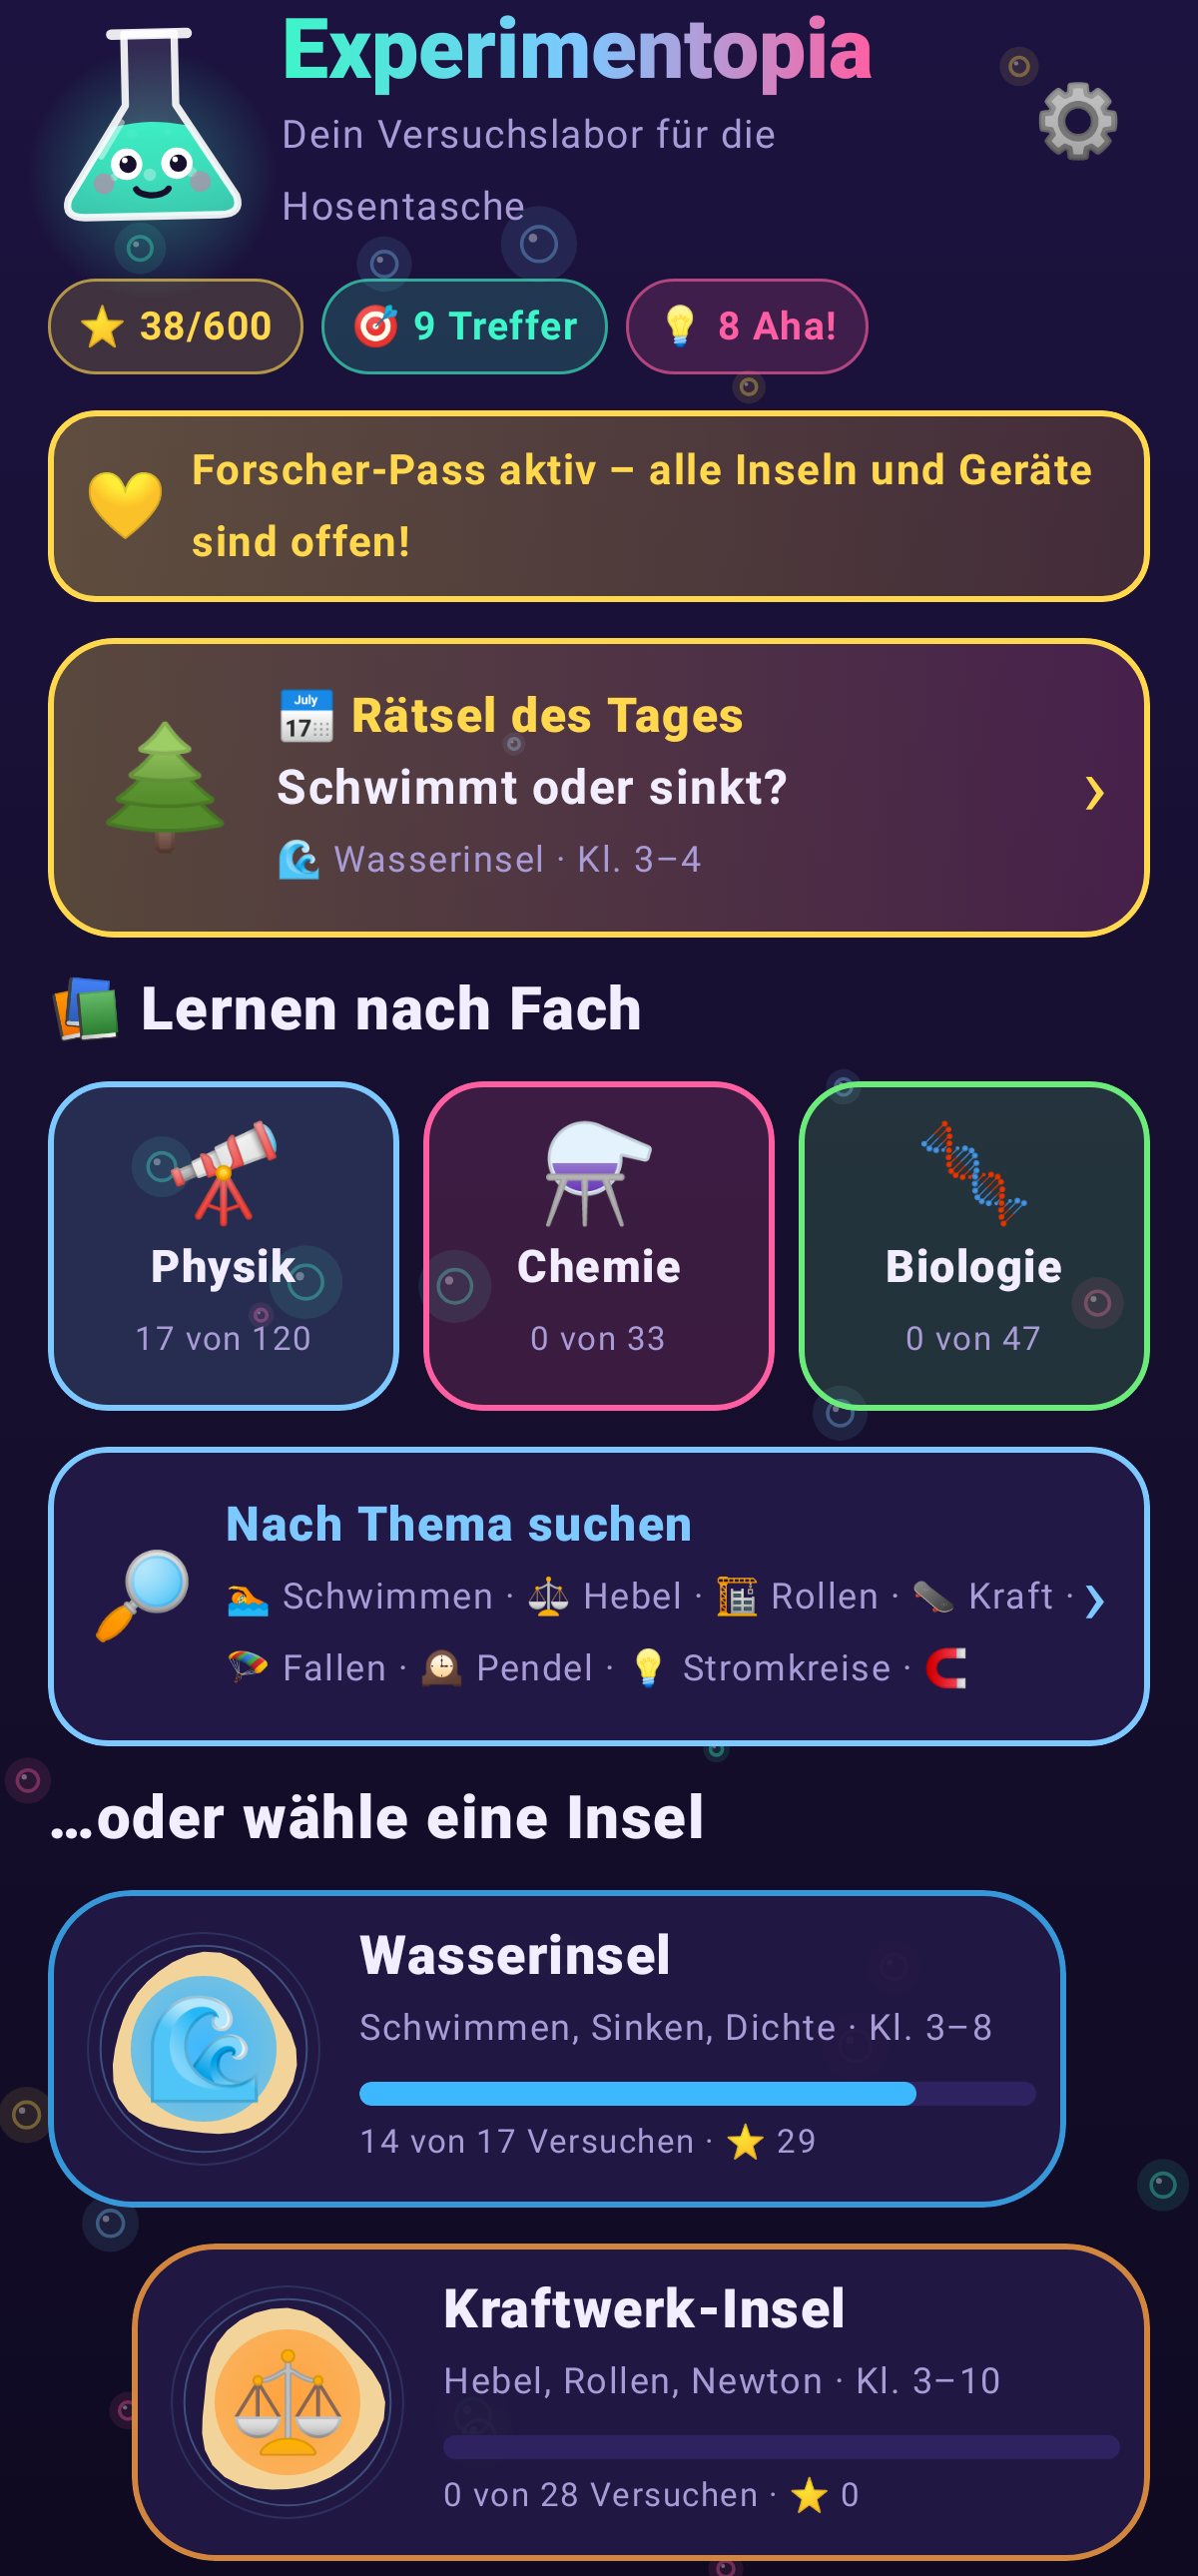 Experimentopia
Dein Versuchslabor für die
Hosentasche
38/600
9 Treffer
8 Aha!
Forscher-Pass aktiv – alle Inseln und Geräte
sind offen!
July
17
Rätsel des Tages
Schwimmt oder sinkt?
Wasserinsel · Kl. 3–4
Lernen nach Fach
Physik
17 von 120
Chemie
0 von 33
Biologie
0 von 47
Nach Thema suchen
Schwimmen · Hebel · Rollen · Kraft ·
Fallen · Pendel · Stromkreise ·
…oder wähle eine Insel
Wasserinsel
Schwimmen, Sinken, Dichte · Kl. 3–8
14 von 17 Versuchen · ⭐ 29
Kraftwerk-Insel
Hebel, Rollen, Newton · Kl. 3–10
0 von 28 Versuchen · ⭐ 0